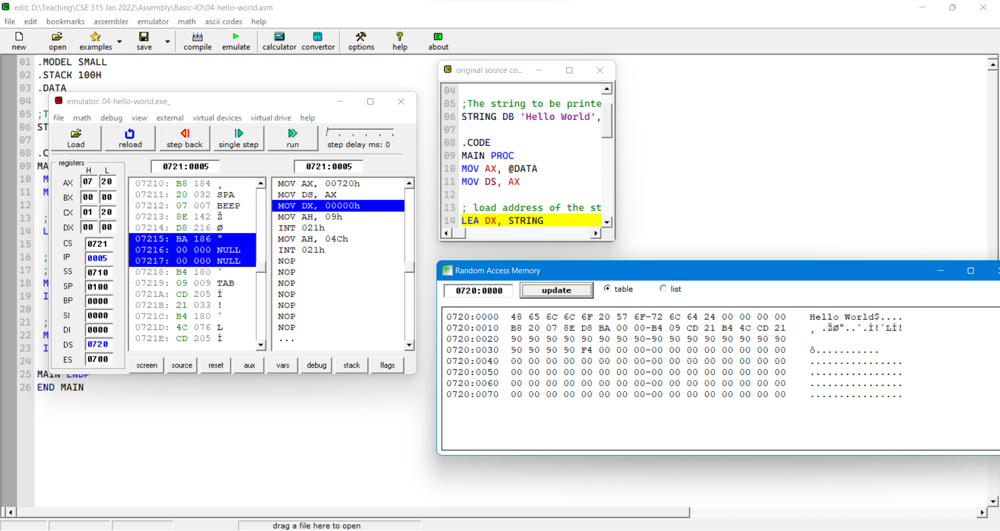 edit: D:\Teaching\CSE 315 Jan 2022\Assembly\Basic-IO\04-hello-world.asm
file edit bookmarks assembler emulator math ascii codes help
new open examples save compile emulate calculator convertor options help about
01 .MODEL SMALL
02 .STACK 100H
03 .DATA
04
05 ;T
06 ST
07
08 .C
09 MA
10 M
11 M
12
13 ;
14 L
15
16 ;
17 ;
18 M
19 I
20
21 ;
22 M
23 I
24
25 MAIN ENDP
26 END MAIN
emulator: 04-hello-world.exe_
file math debug view external virtual devices virtual drive help
Load reload step back single step run step delay ms: 0
registers
H L
AX 07 20
BX 00 00
CX 01 20
DX 00 00
CS 0721
IP 0005
SS 0710
SP 0100
BP 0000
SI 0000
DI 0000
DS 0720
ES 0700
0721:0005
07210: B8 184 ¸
07211: 20 032 SPA
07212: 07 007 BEEP
07213: 8E 142 Ž
07214: D8 216 Ø
07215: BA 186 º
07216: 00 000 NULL
07217: 00 000 NULL
07218: B4 180 ´
07219: 09 009 TAB
0721A: CD 205 Í
0721B: 21 033 !
0721C: B4 180 ´
0721D: 4C 076 L
0721E: CD 205 Í
0721:0005
MOV AX, 00720h
MOV DS, AX
MOV DX, 00000h
MOV AH, 09h
INT 021h
MOV AH, 04Ch
INT 021h
NOP
NOP
NOP
NOP
NOP
NOP
NOP
...
screen source reset aux vars debug stack flags
original source co...
04
05 ;The string to be printe
06 STRING DB 'Hello World',
07
08 .CODE
09 MAIN PROC
10 MOV AX, @DATA
11 MOV DS, AX
12
13 ; load address of the st
14 LEA DX, STRING
Random Access Memory
0720:0000 update table list
0720:0000 48 65 6C 6C 6F 20 57 6F-72 6C 64 24 00 00 00 00 Hello World$....
0720:0010 B8 20 07 8E D8 BA 00 00-B4 09 CD 21 B4 4C CD 21 ¸ .ŽØº..´.Í!´LÍ!
0720:0020 90 90 90 90 90 90 90 90-90 90 90 90 90 90 90 90
0720:0030 90 90 90 90 F4 00 00 00-00 00 00 00 00 00 00 00 ô...........
0720:0040 00 00 00 00 00 00 00 00-00 00 00 00 00 00 00 00 ................
0720:0050 00 00 00 00 00 00 00 00-00 00 00 00 00 00 00 00 ................
0720:0060 00 00 00 00 00 00 00 00-00 00 00 00 00 00 00 00 ................
0720:0070 00 00 00 00 00 00 00 00-00 00 00 00 00 00 00 00 ................
drag a file here to open